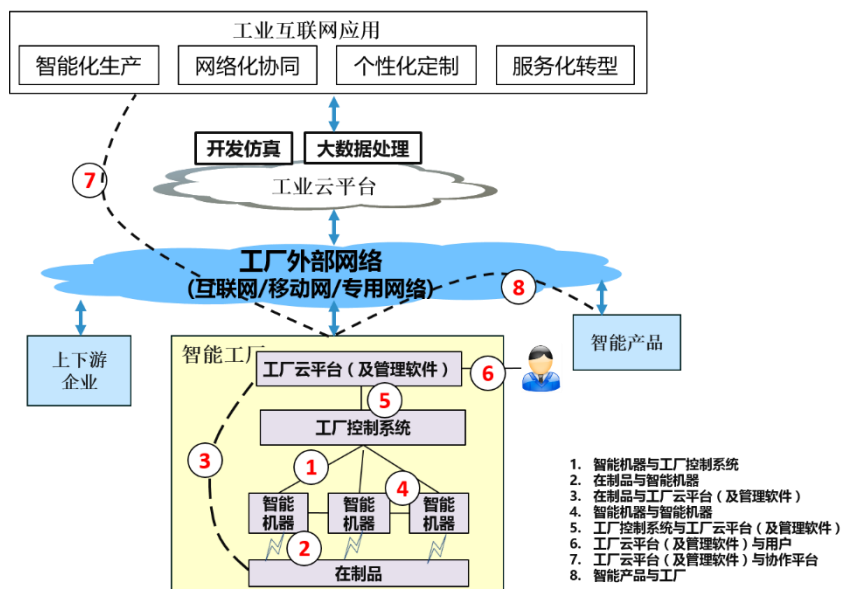 工业互联网应用
智能化生产
网络化协同
个性化定制
服务化转型
开发仿真
大数据处理
工业云平台
7
工厂外部网络
(互联网/移动网/专用网络)
8
上下游
企业
智能产品
智能工厂
工厂云平台（及管理软件）
6
5
工厂控制系统
3
1
4
智能
机器
智能
机器
智能
机器
2
在制品
1. 智能机器与工厂控制系统
2. 在制品与智能机器
3. 在制品与工厂云平台（及管理软件）
4. 智能机器与智能机器
5. 工厂控制系统与工厂云平台（及管理软件）
6. 工厂云平台（及管理软件）与用户
7. 工厂云平台（及管理软件）与协作平台
8. 智能产品与工厂